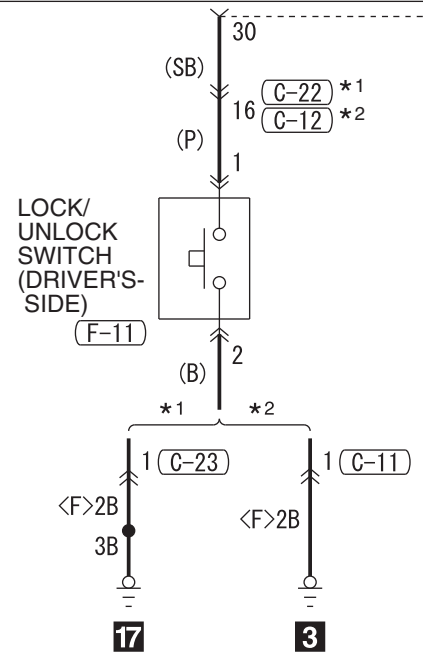 30
(SB)
16 C-22 *1
C-12 *2
(P)
1
LOCK/
UNLOCK
SWITCH
(DRIVER'S-
SIDE)
F-11
2
(B)
*1 *2
1 C-23 1 C-11
<F>2B <F>2B
3B
17 3